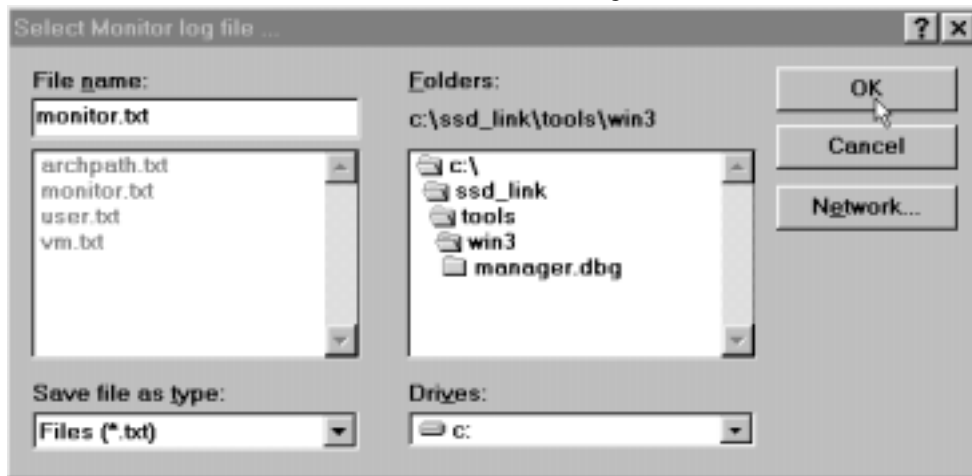 Select Monitor log file ...
File name:
monitor.txt
archpath.txt
monitor.txt
user.txt
vm.txt
Save file as type:
Files (*.txt)
Folders:
c:\ssd_link\tools\win3
c:\
ssd_link
tools
win3
manager.dbg
Drives:
c:
OK
Cancel
Network...